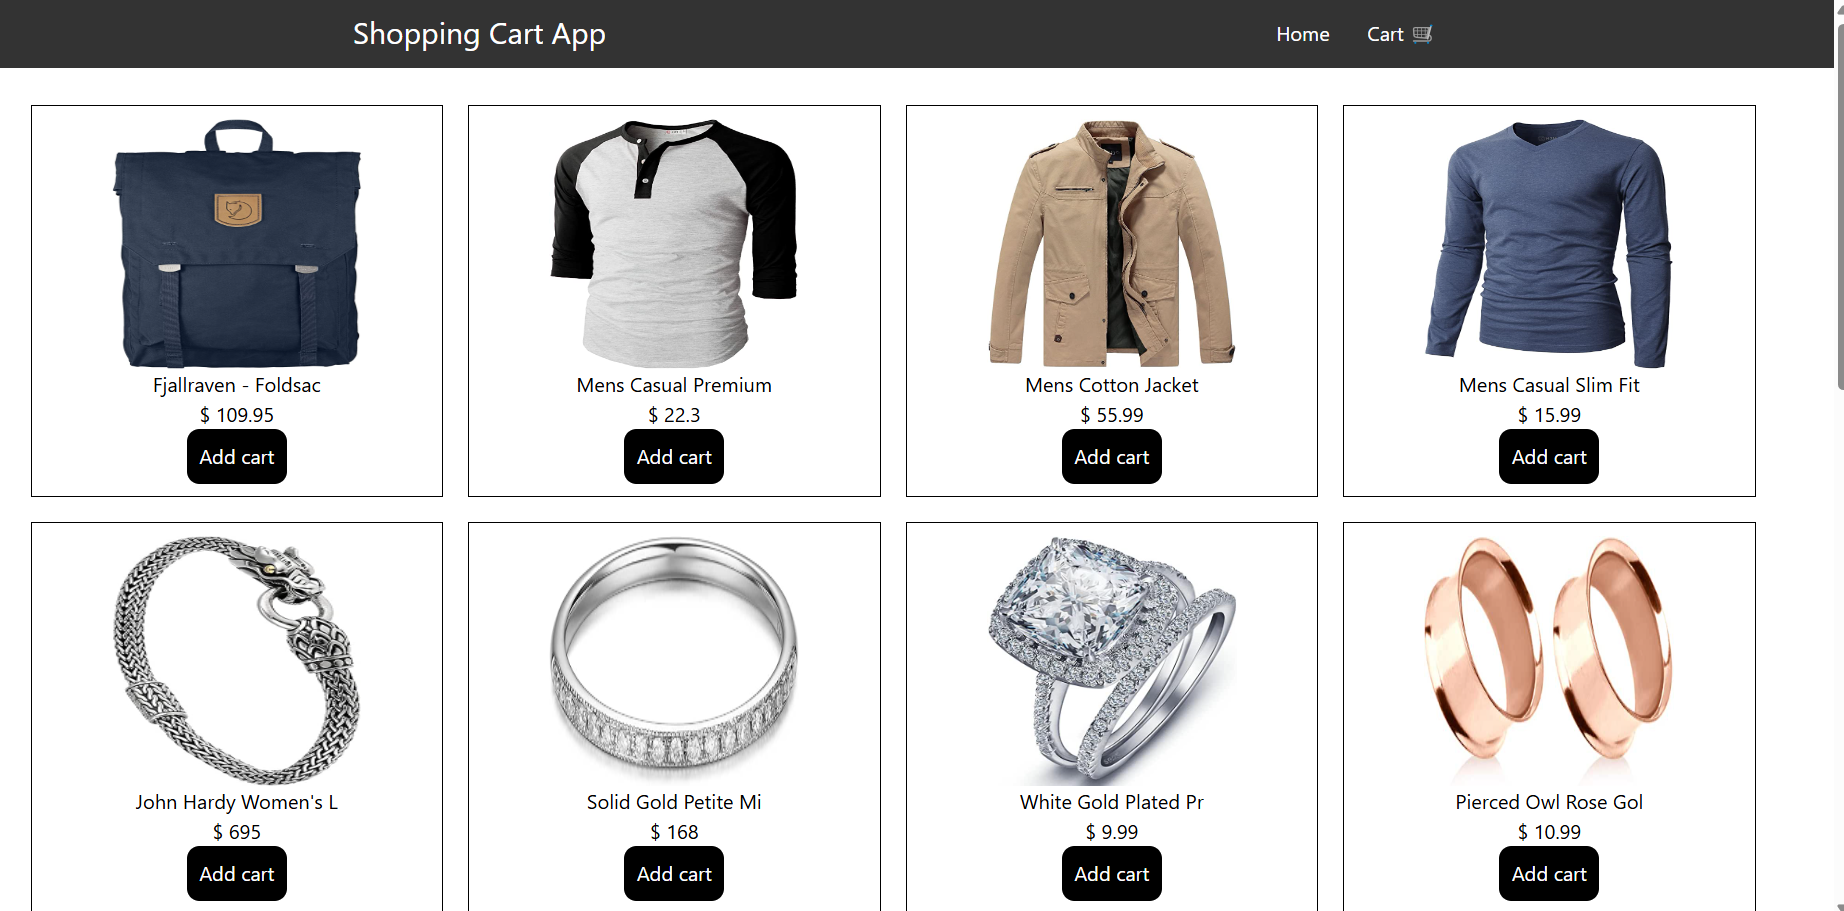 Shopping Cart App
Home
Cart 🛒
Fjallraven - Foldsac
$ 109.95
Add cart
Mens Casual Premium
$ 22.3
Add cart
Mens Cotton Jacket
$ 55.99
Add cart
Mens Casual Slim Fit
$ 15.99
Add cart
John Hardy Women's L
$ 695
Add cart
Solid Gold Petite Mi
$ 168
Add cart
White Gold Plated Pr
$ 9.99
Add cart
Pierced Owl Rose Gol
$ 10.99
Add cart